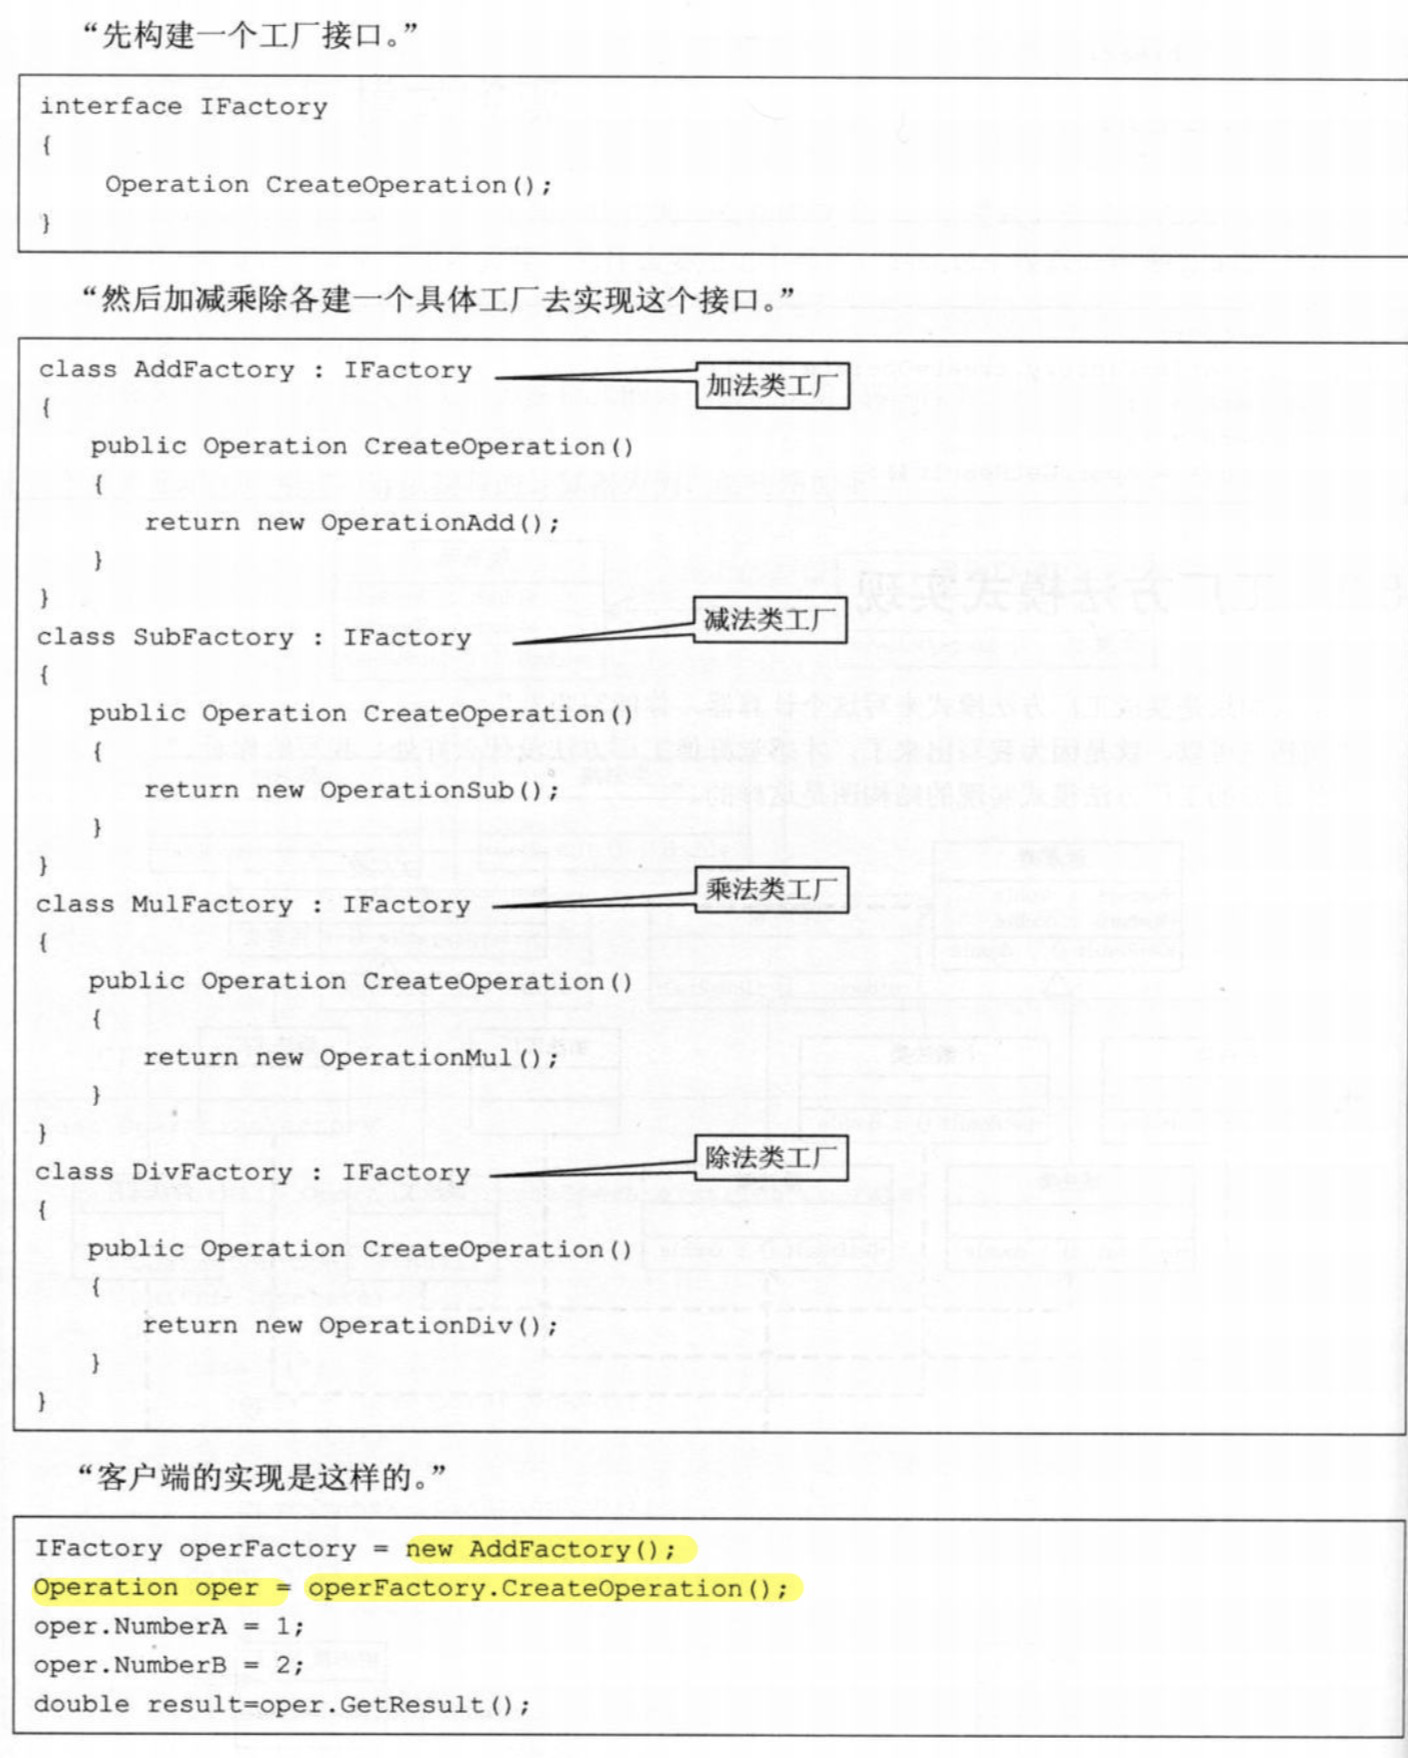 “先构建一个工厂接口。”
interface IFactory
{
Operation CreateOperation();
}
“然后加减乘除各建一个具体工厂去实现这个接口。”
class AddFactory : IFactory
加法类工厂
{
public Operation CreateOperation()
{
return new OperationAdd();
}
}
class SubFactory : IFactory
减法类工厂
{
public Operation CreateOperation()
{
return new OperationSub();
}
}
class MulFactory : IFactory
乘法类工厂
{
public Operation CreateOperation()
{
return new OperationMul();
}
}
class DivFactory : IFactory
除法类工厂
{
public Operation CreateOperation()
{
return new OperationDiv();
}
}
“客户端的实现是这样的。”
IFactory operFactory = new AddFactory();
Operation oper = operFactory.CreateOperation();
oper.NumberA = 1;
oper.NumberB = 2;
double result=oper.GetResult();